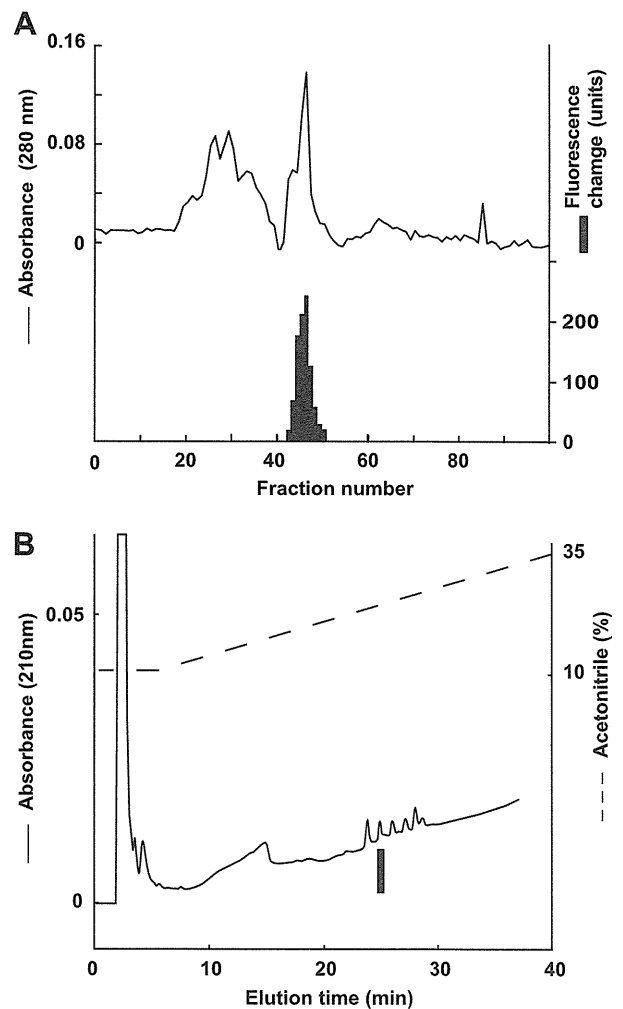 A
0.16
0.08
0
Absorbance (280 nm)
Fluorescence
chamge (units)
200
100
0
0 20 40 60 80
Fraction number
B
0.05
0
Absorbance (210nm)
35
10
Acetonitrile (%)
0 10 20 30 40
Elution time (min)